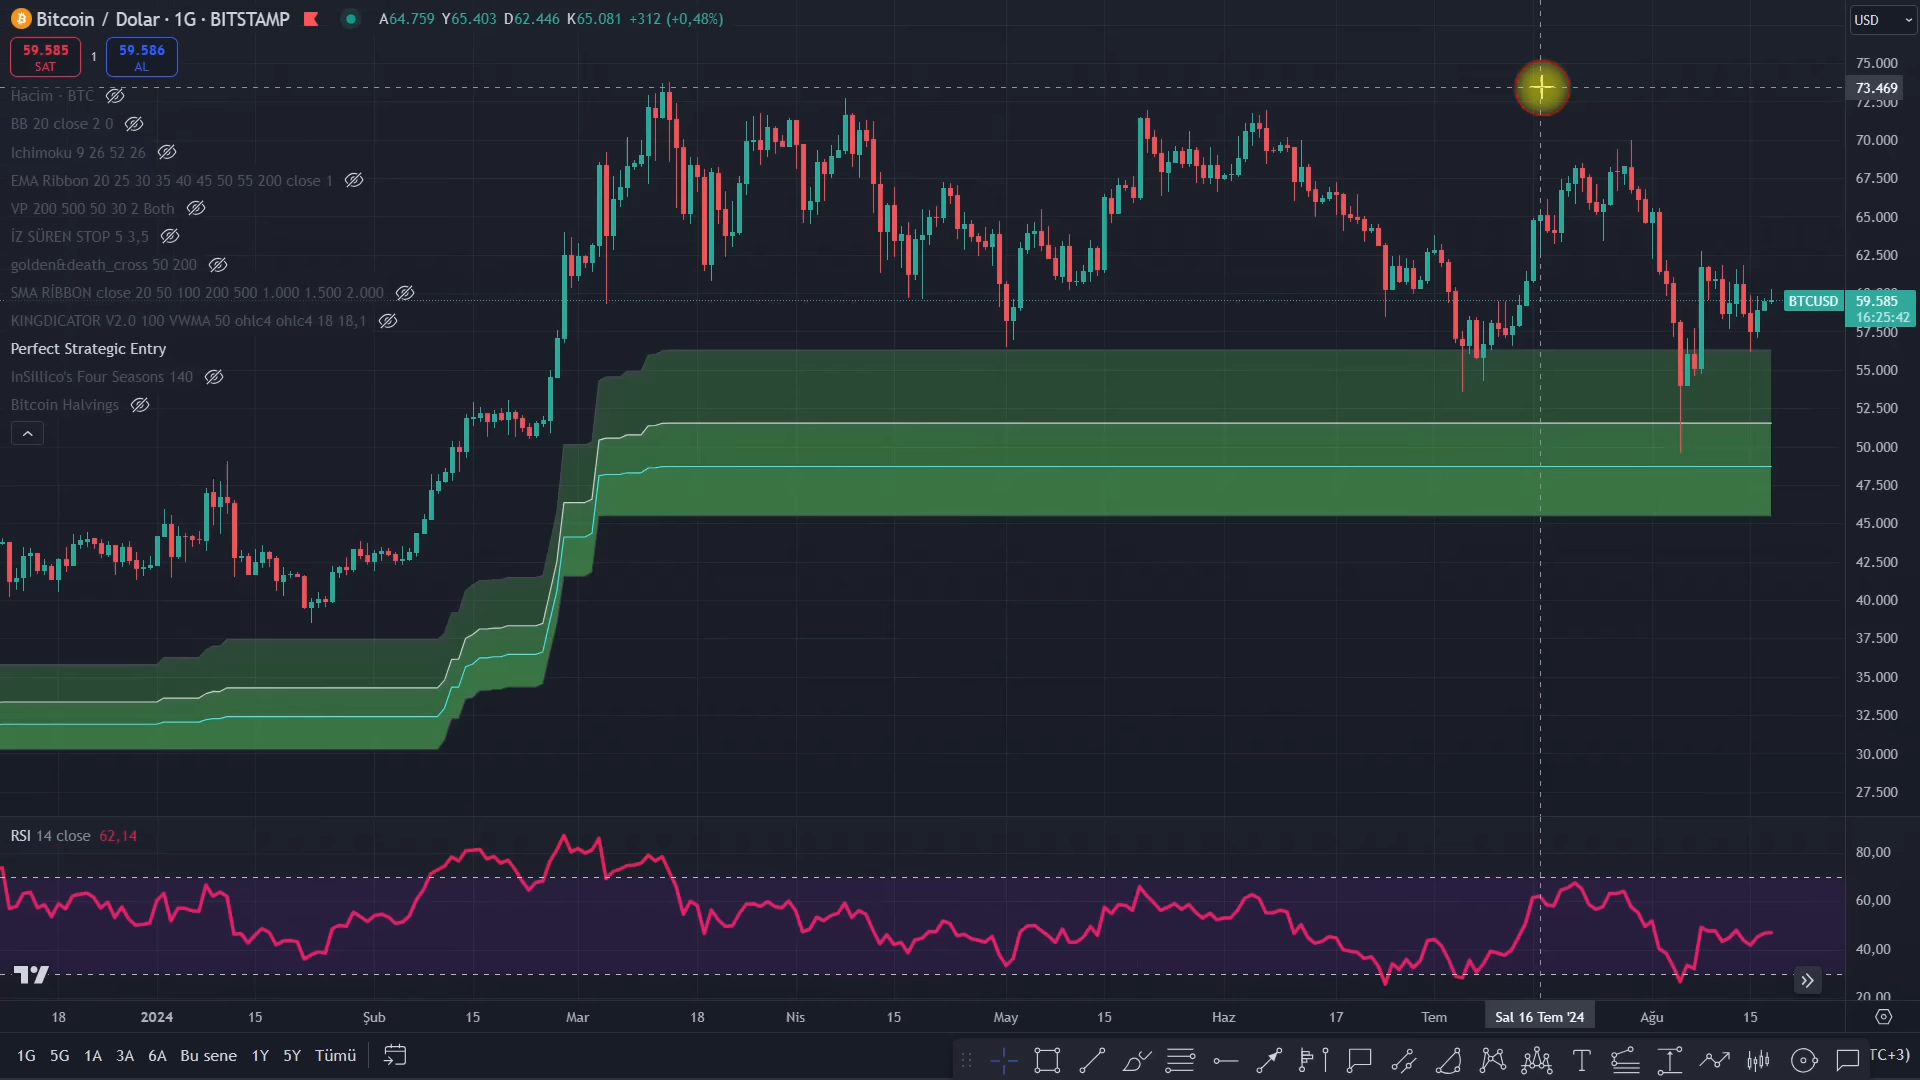 Bitcoin / Dolar · 1G · BITSTAMP A64.759 Y65.403 D62.446 K65.081 +312 (+0,48%)
USD
59.585 SAT
1
59.586 AL
Hacim - BTC
BB 20 close 2 0
Ichimoku 9 26 52 26
EMA Ribbon 20 25 30 35 40 45 50 55 200 close 1
VP 200 500 50 30 2 Both
İZ SÜREN STOP 5 3,5
golden&death_cross 50 200
SMA RİBBON close 20 50 100 200 500 1.000 1.500 2.000
KINGDICATOR V2.0 100 VWMA 50 ohlc4 ohlc4 18 18,1
Perfect Strategic Entry
InSillico's Four Seasons 140
Bitcoin Halvings
75.000
73.469
72.500
70.000
67.500
65.000
62.500
BTCUSD 59.585
16:25:42
57.500
55.000
52.500
50.000
47.500
45.000
42.500
40.000
37.500
35.000
32.500
30.000
27.500
RSI 14 close 62,14
80,00
60,00
40,00
20,00
18 2024 15 Şub 15 Mar 18 Nis 15 May 15 Haz 17 Tem Sal 16 Tem '24 Ağu 15
1G 5G 1A 3A 6A Bu sene 1Y 5Y Tümü
TC+3)